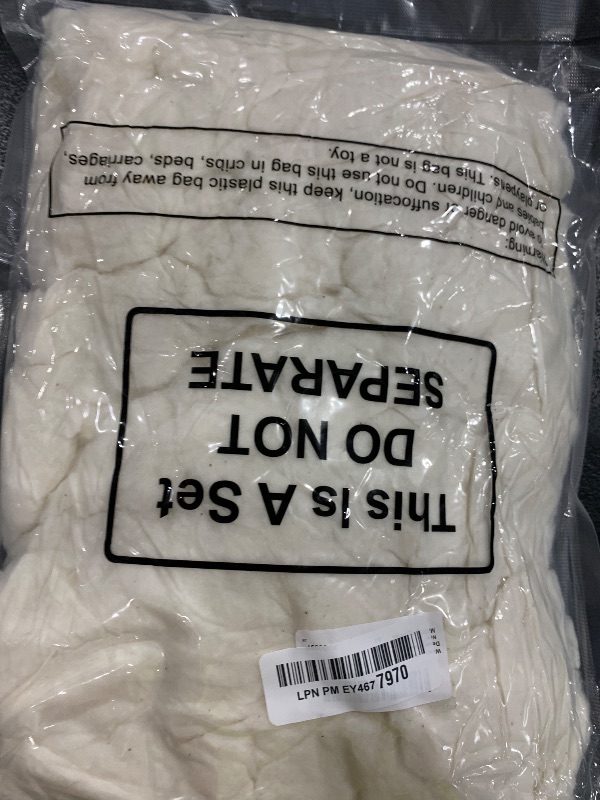 Warning:
to avoid danger of suffocation, keep this plastic bag away from
babies and children. Do not use this bag in cribs, beds, carriages,
or playpens. This bag is not a toy.
This Is A Set
DO NOT
SEPARATE
LPN PM EY467 7970